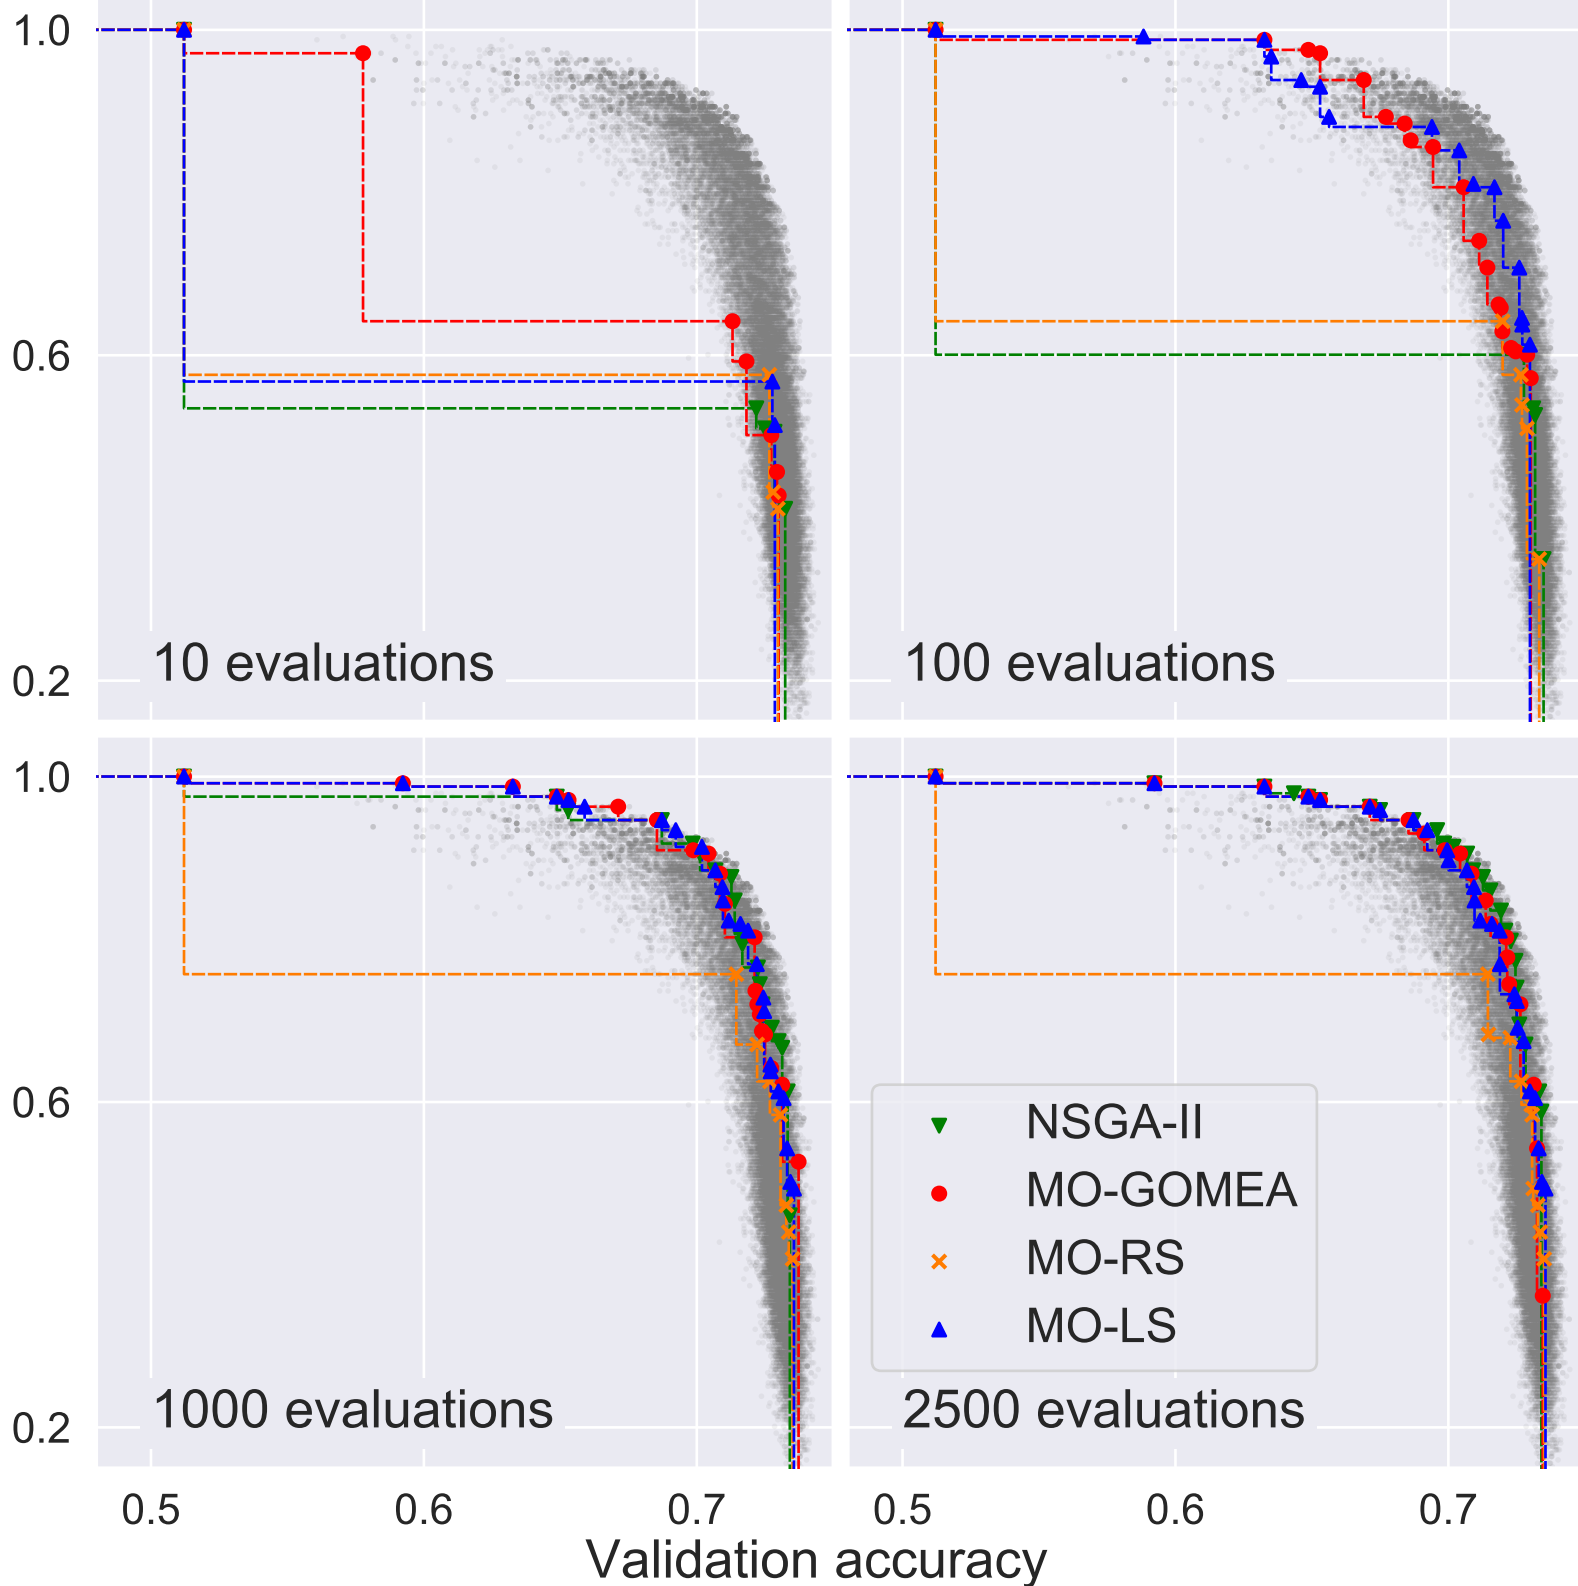 1.0
0.6
0.2
10 evaluations
100 evaluations
1.0
0.6
0.2
1000 evaluations
2500 evaluations
NSGA-II
MO-GOMEA
MO-RS
MO-LS
0.5 0.6 0.7 0.5 0.6 0.7
Validation accuracy